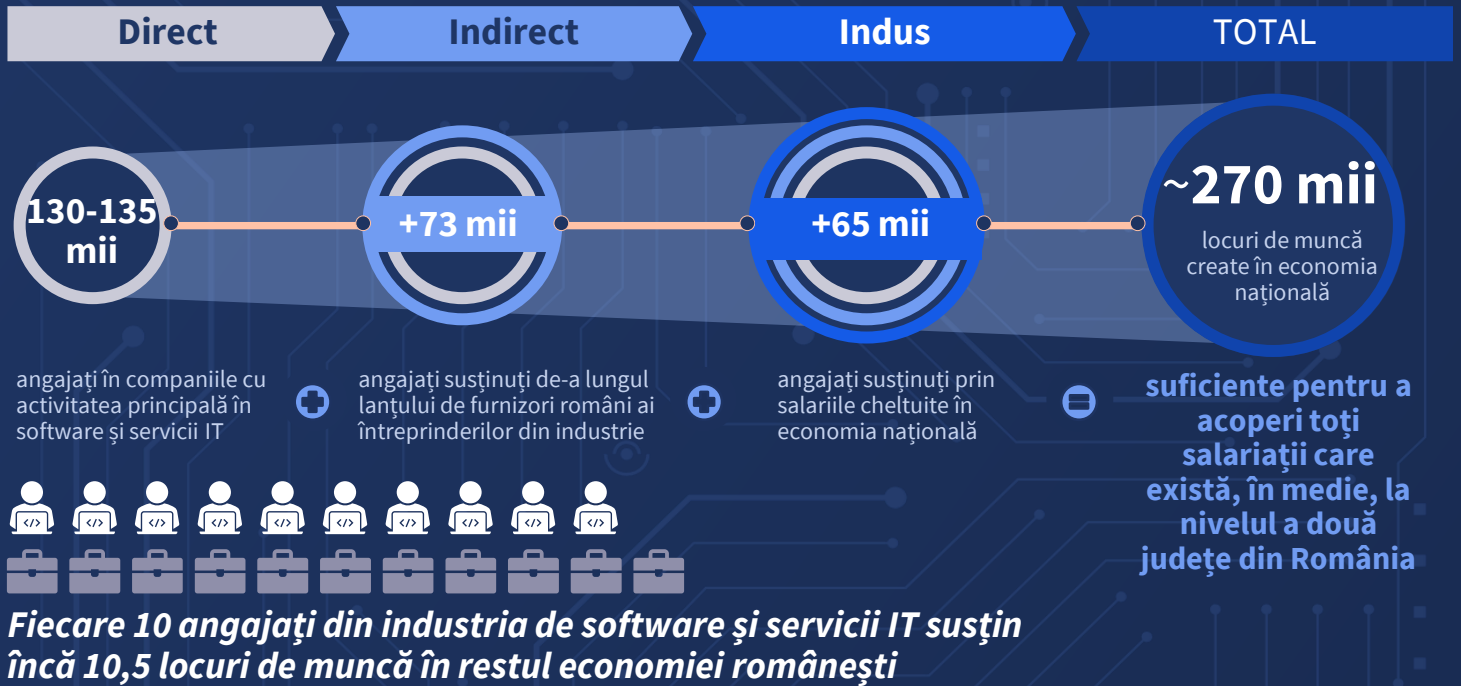 Direct
Indirect
Indus
TOTAL
130-135
mii
+73 mii
+65 mii
~270 mii
locuri de muncă
create în economia
națională
angajați în companiile cu
activitatea principală în
software și servicii IT
angajați susținuți de-a lungul
lanțului de furnizori români ai
întreprinderilor din industrie
angajați susținuți prin
salariile cheltuite în
economia națională
suficiente pentru a
acoperi toți
salariații care
există, în medie, la
nivelul a două
județe din România
Fiecare 10 angajați din industria de software și servicii IT susțin
încă 10,5 locuri de muncă în restul economiei românești